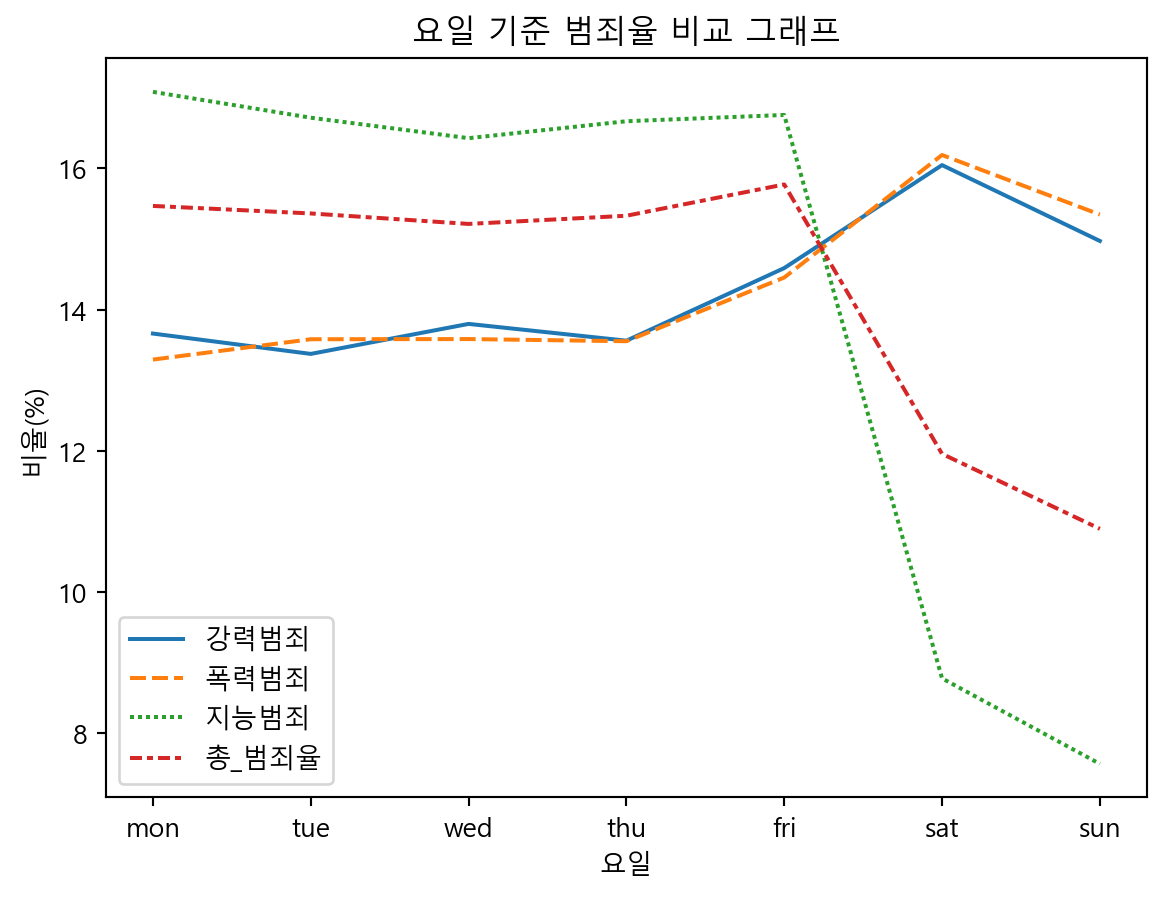 요일 기준 범죄율 비교 그래프
비율(%)
16
14
12
10
8
강력범죄
폭력범죄
지능범죄
총_범죄율
mon tue wed thu fri sat sun
요일